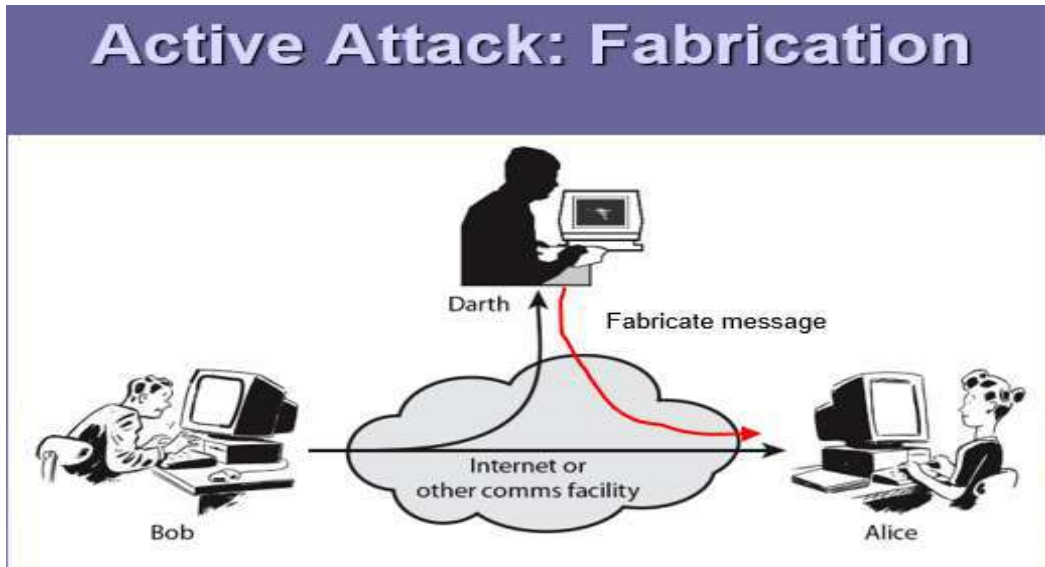 Active Attack: Fabrication
Darth
Fabricate message
Internet or
other comms facility
Bob
Alice